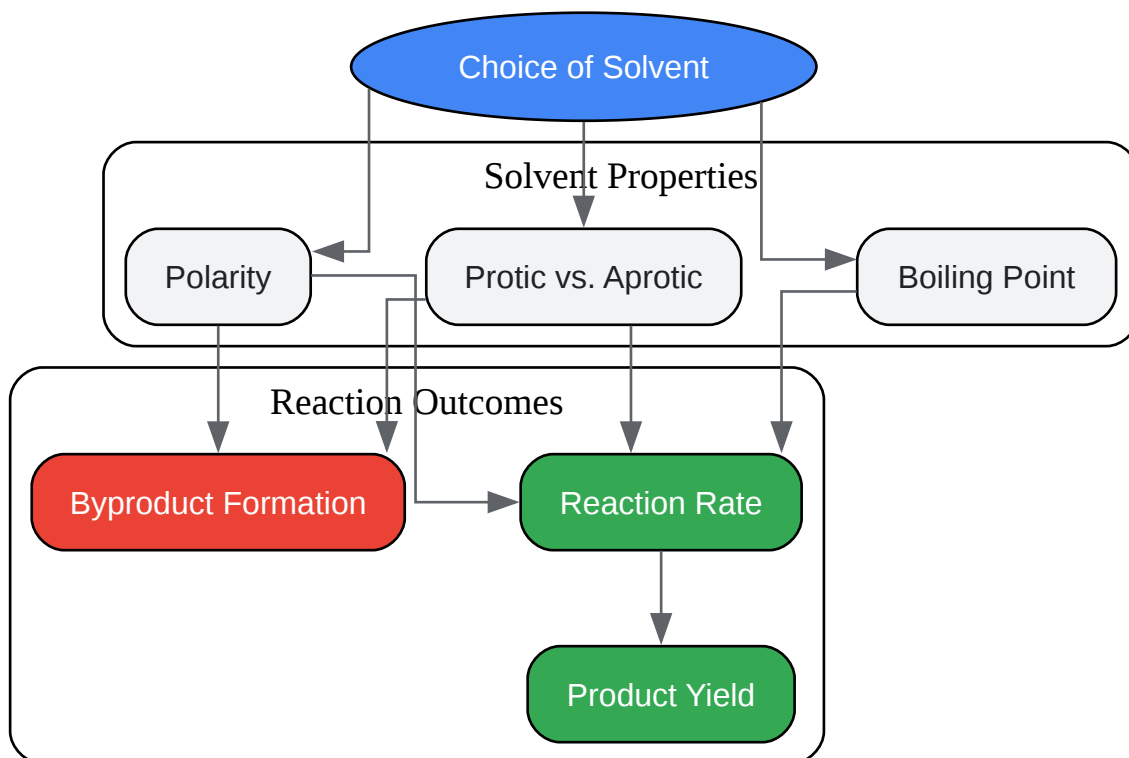 Choice of Solvent
Solvent Properties
Polarity
Protic vs. Aprotic
Boiling Point
Reaction Outcomes
Byproduct Formation
Reaction Rate
Product Yield